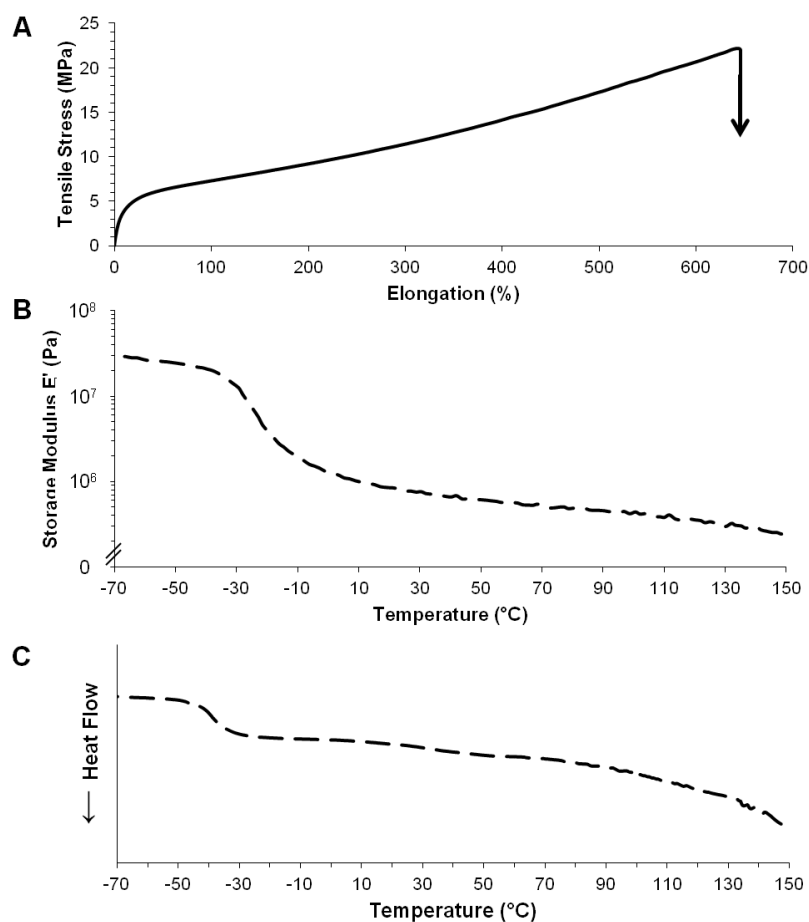 A
Tensile Stress (MPa)
25
20
15
10
5
0
0 100 200 300 400 500 600 700
Elongation (%)
B
Storage Modulus E' (Pa)
10⁸
10⁷
10⁶
0
-70 -50 -30 -10 10 30 50 70 90 110 130 150
Temperature (°C)
C
← Heat Flow
-70 -50 -30 -10 10 30 50 70 90 110 130 150
Temperature (°C)